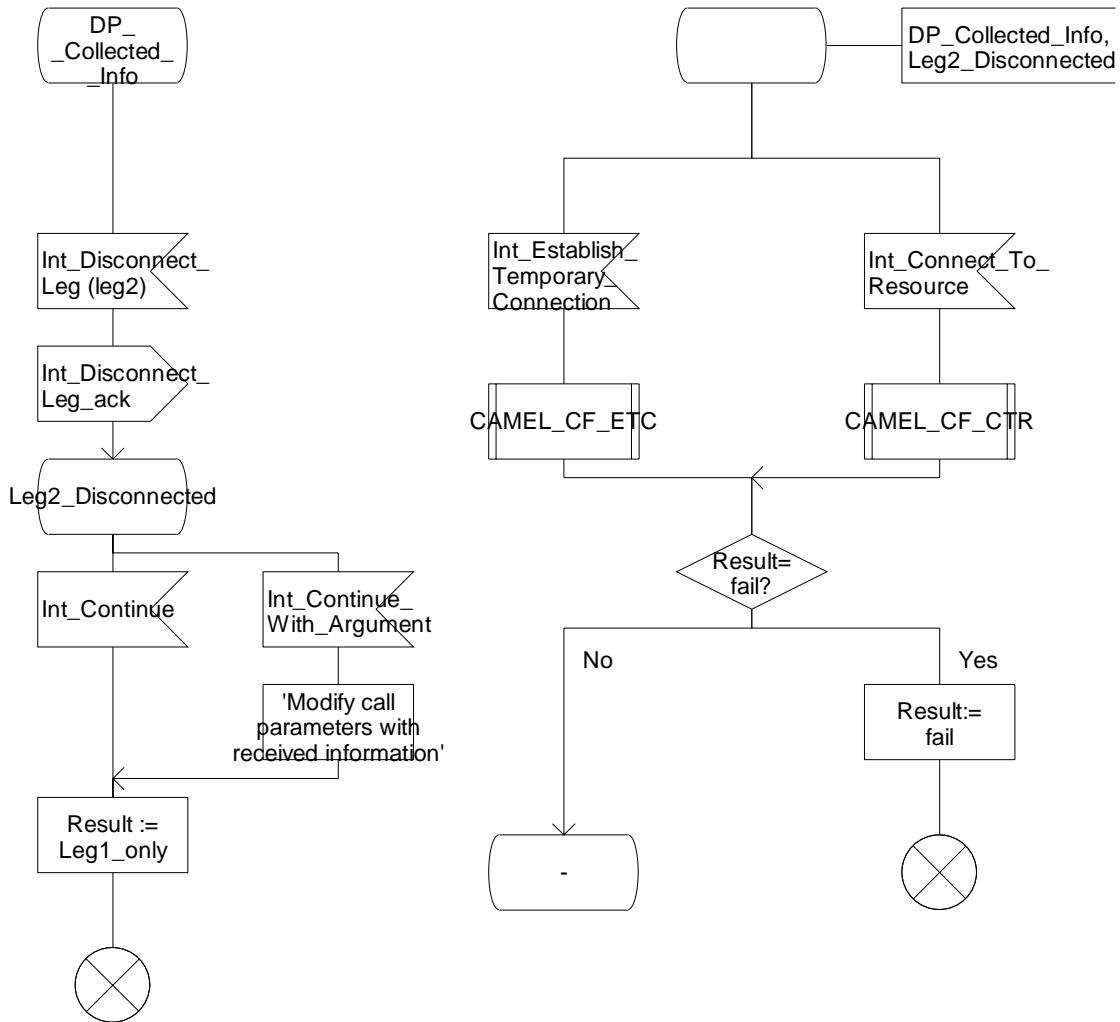 DP_
_Collected_
_Info
Int_Disconnect_
Leg (leg2)
Int_Disconnect_
Leg_ack
Leg2_Disconnected
Int_Continue
Int_Continue_
With_Argument
'Modify call
parameters with
received information'
Result :=
Leg1_only
DP_Collected_Info,
Leg2_Disconnected
Int_Establish_
Temporary_
Connection
Int_Connect_To_
Resource
CAMEL_CF_ETC
CAMEL_CF_CTR
Result=
fail?
No
Yes
Result:=
fail
-